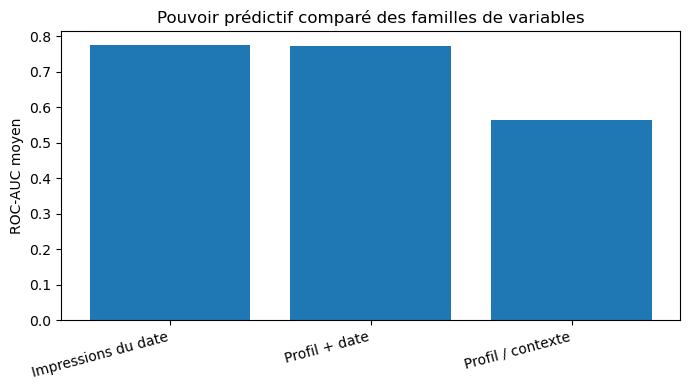 Pouvoir prédictif comparé des familles de variables
ROC-AUC moyen
0.8
0.7
0.6
0.5
0.4
0.3
0.2
0.1
0.0
Impressions du date
Profil + date
Profil / contexte